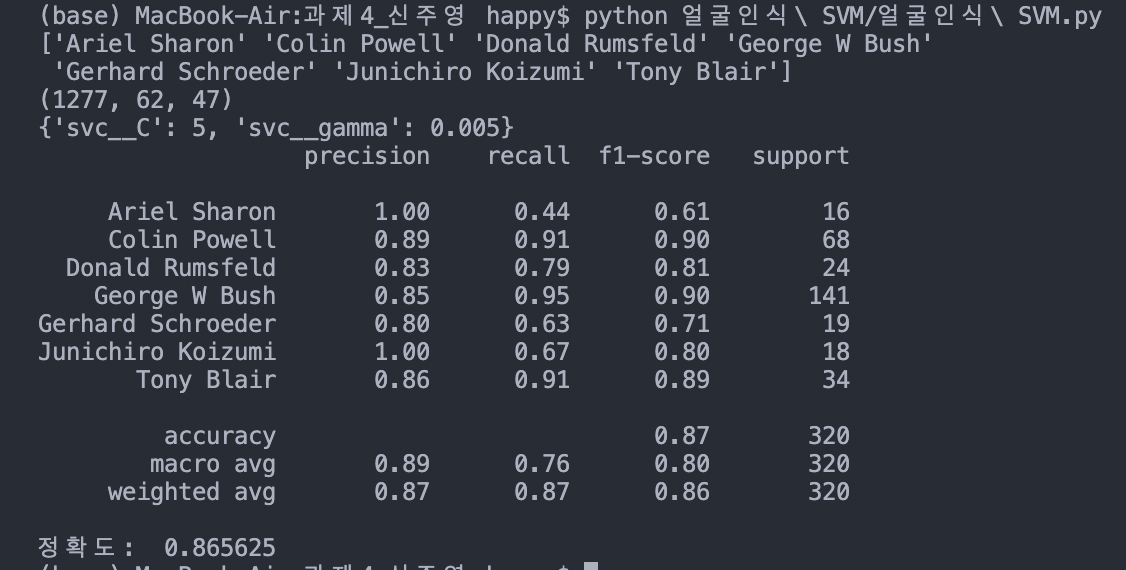 (base) MacBook-Air:과제4_신주영 happy$ python 얼굴인식\ SVM/얼굴인식\ SVM.py
['Ariel Sharon' 'Colin Powell' 'Donald Rumsfeld' 'George W Bush'
 'Gerhard Schroeder' 'Junichiro Koizumi' 'Tony Blair']
(1277, 62, 47)
{'svc__C': 5, 'svc__gamma': 0.005}
precision recall f1-score support
Ariel Sharon 1.00 0.44 0.61 16
Colin Powell 0.89 0.91 0.90 68
Donald Rumsfeld 0.83 0.79 0.81 24
George W Bush 0.85 0.95 0.90 141
Gerhard Schroeder 0.80 0.63 0.71 19
Junichiro Koizumi 1.00 0.67 0.80 18
Tony Blair 0.86 0.91 0.89 34
accuracy 0.87 320
macro avg 0.89 0.76 0.80 320
weighted avg 0.87 0.87 0.86 320
정확도: 0.865625